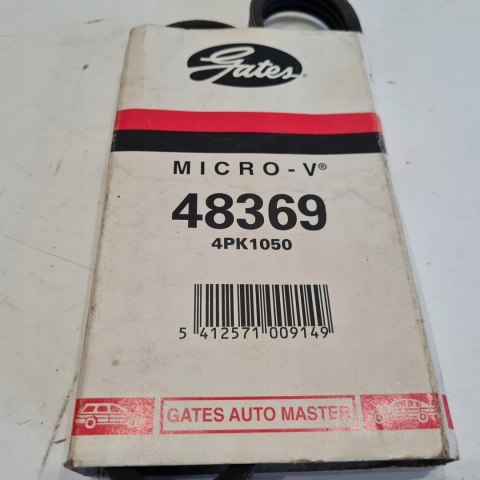 Gates®
MICRO-V®
48369
4PK1050
5 412571 009149
GATES AUTO MASTER